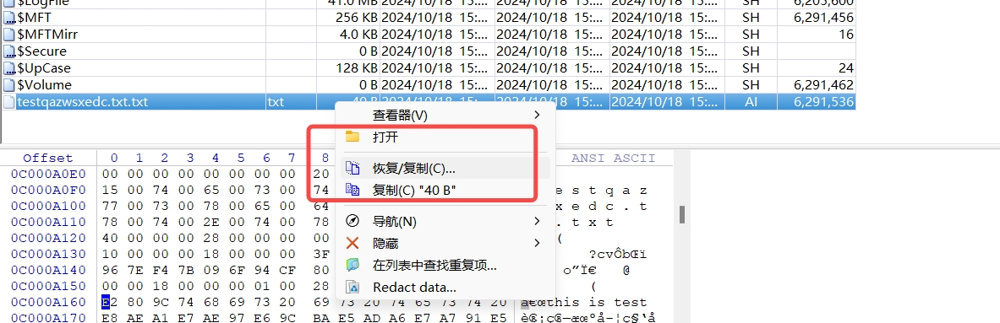 $LogFile 41.0 MB 2024/10/18 15:... 2024/10/18 15:... 2024/10/18 15:... SH 6,205,600
$MFT 256 KB 2024/10/18 15:... 2024/10/18 15:... 2024/10/18 15:... SH 6,291,456
$MFTMirr 4.0 KB 2024/10/18 15:... 2024/10/18 15:... 2024/10/18 15:... SH 16
$Secure 0 B 2024/10/18 15:... 2024/10/18 15:... 2024/10/18 15:... SH
$UpCase 128 KB 2024/10/18 15:... 2024/10/18 15:... 2024/10/18 15:... SH 24
$Volume 0 B 2024/10/18 15:... 2024/10/18 15:... 2024/10/18 15:... SH 6,291,462
testqazwsxedc.txt.txt txt 40 B 2024/10/18 15:... 2024/10/18 15:... 2024/10/18 15:... AI 6,291,536
查看器(V)
打开
恢复/复制(C)...
复制(C) "40 B"
导航(N)
隐藏
在列表中查找重复项...
Redact data...
Offset 0 1 2 3 4 5 6 7 8 ANSI ASCII
0C000A0E0 00 00 00 00 00 00 00 00 20
0C000A0F0 15 00 74 00 65 00 73 00 74 e s t q a z
0C000A100 77 00 73 00 78 00 65 00 64 x e d c . t
0C000A110 78 00 74 00 2E 00 74 00 78 . t x t
0C000A120 40 00 00 00 28 00 00 00 00 (
0C000A130 10 00 00 00 18 00 00 00 3F ?cvÔbŒï
0C000A140 96 7E F4 7B 09 6F 94 CF 80 o”Ï€ @
0C000A150 00 00 18 00 00 00 01 00 28 (
0C000A160 E2 80 9C 74 68 69 73 20 69 73 20 74 65 73 74 20 â€œthis is test
0C000A170 E8 AE A1 E7 AE 97 E6 9C BA E5 AD A6 E7 A7 91 E5 è®¡ç®—æœºå­¦ç§‘å